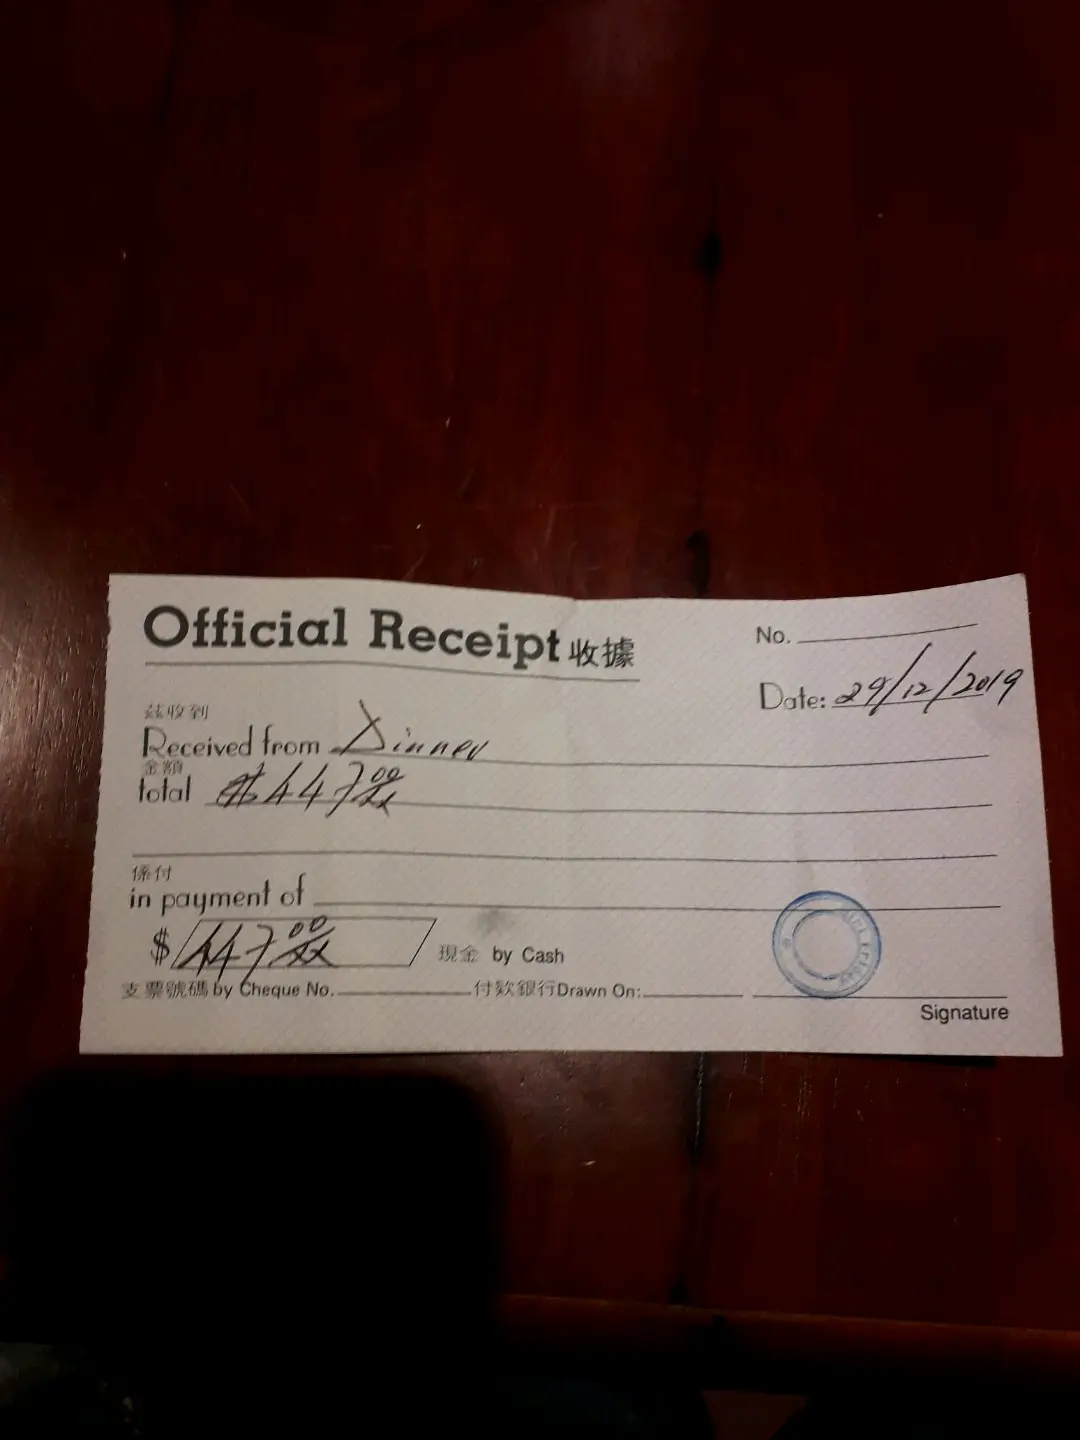 Official Receipt 收據
No.
Date: 29/12/2019
茲收到
Received from Dinner
金額
total $447.00
係付
in payment of
$ 447.00 現金 by Cash
支票號碼 by Cheque No. 付款銀行 Drawn On:
Signature